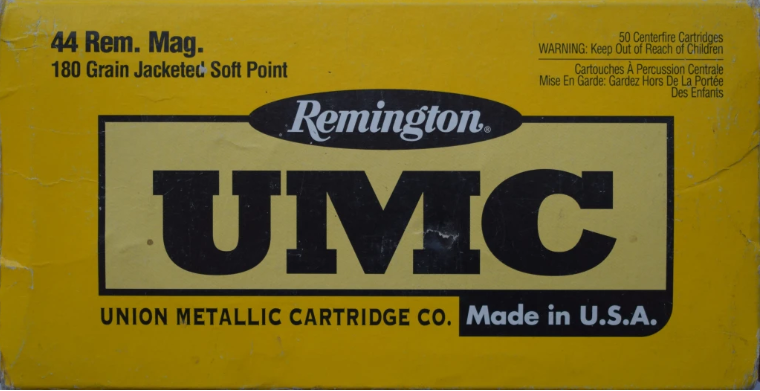 44 Rem. Mag.
180 Grain Jacketed Soft Point
50 Centerfire Cartridges
WARNING: Keep Out of Reach of Children
Cartouches À Percussion Centrale
Mise En Garde: Gardez Hors De La Portée
Des Enfants
Remington®
UMC
UNION METALLIC CARTRIDGE CO.
Made in U.S.A.